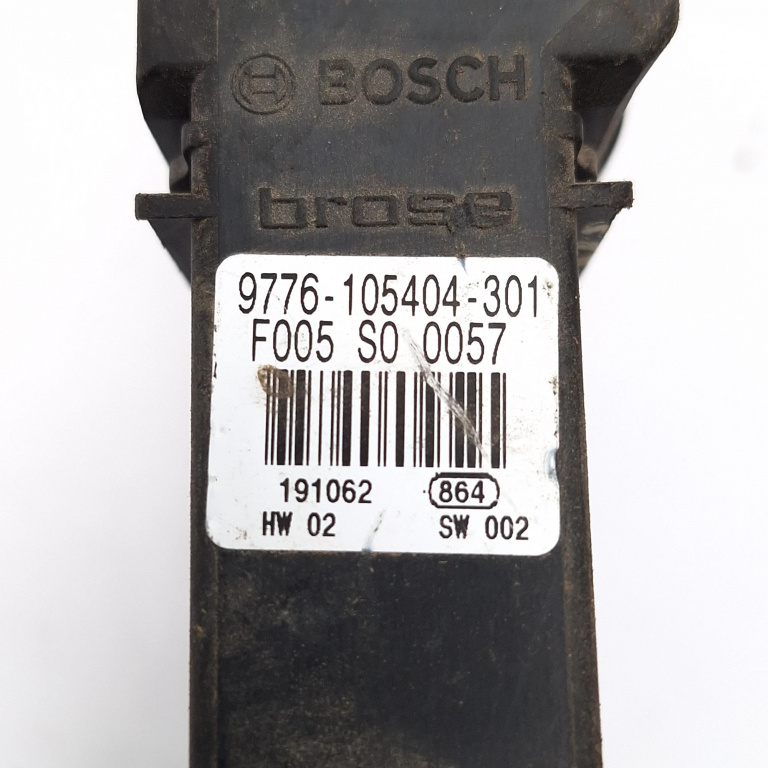 BOSCH
brose
9776-105404-301
F005 S0 0057
191062 864
HW 02 SW 002